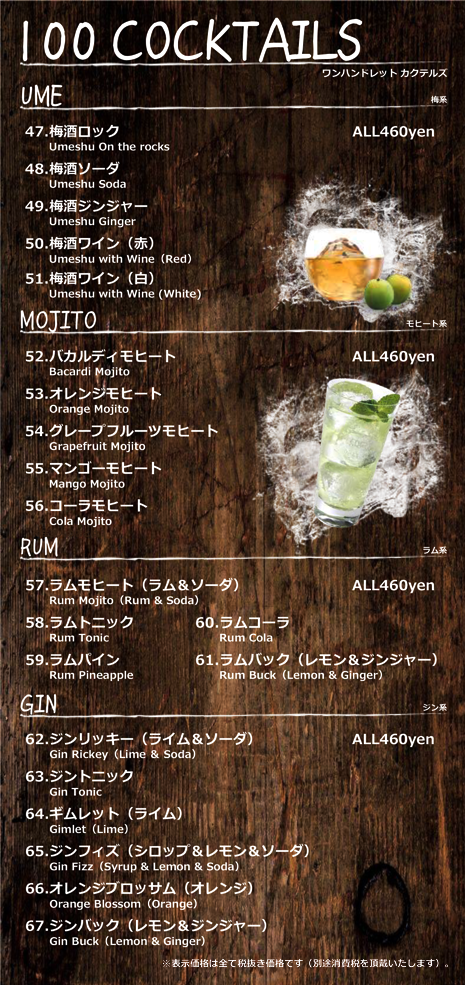 100 COCKTAILS
ワンハンドレット カクテルズ
UME
梅系
47.梅酒ロック
ALL460yen
Umeshu On the rocks
48.梅酒ソーダ
Umeshu Soda
49.梅酒ジンジャー
Umeshu Ginger
50.梅酒ワイン（赤）
Umeshu with Wine（Red）
51.梅酒ワイン（白）
Umeshu with Wine (White)
MOJITO
モヒート系
52.バカルディモヒート
ALL460yen
Bacardi Mojito
53.オレンジモヒート
Orange Mojito
54.グレープフルーツモヒート
Grapefruit Mojito
55.マンゴーモヒート
Mango Mojito
56.コーラモヒート
Cola Mojito
RUM
ラム系
57.ラムモヒート（ラム＆ソーダ）
ALL460yen
Rum Mojito（Rum & Soda）
58.ラムトニック
Rum Tonic
60.ラムコーラ
Rum Cola
59.ラムパイン
Rum Pineapple
61.ラムバック（レモン＆ジンジャー）
Rum Buck（Lemon & Ginger）
GIN
ジン系
62.ジンリッキー（ライム＆ソーダ）
ALL460yen
Gin Rickey（Lime & Soda）
63.ジントニック
Gin Tonic
64.ギムレット（ライム）
Gimlet（Lime）
65.ジンフィズ（シロップ＆レモン＆ソーダ）
Gin Fizz（Syrup & Lemon & Soda）
66.オレンジブロッサム（オレンジ）
Orange Blossom（Orange）
67.ジンバック（レモン＆ジンジャー）
Gin Buck（Lemon & Ginger）
※表示価格は全て税抜き価格です（別途消費税を頂戴いたします）。